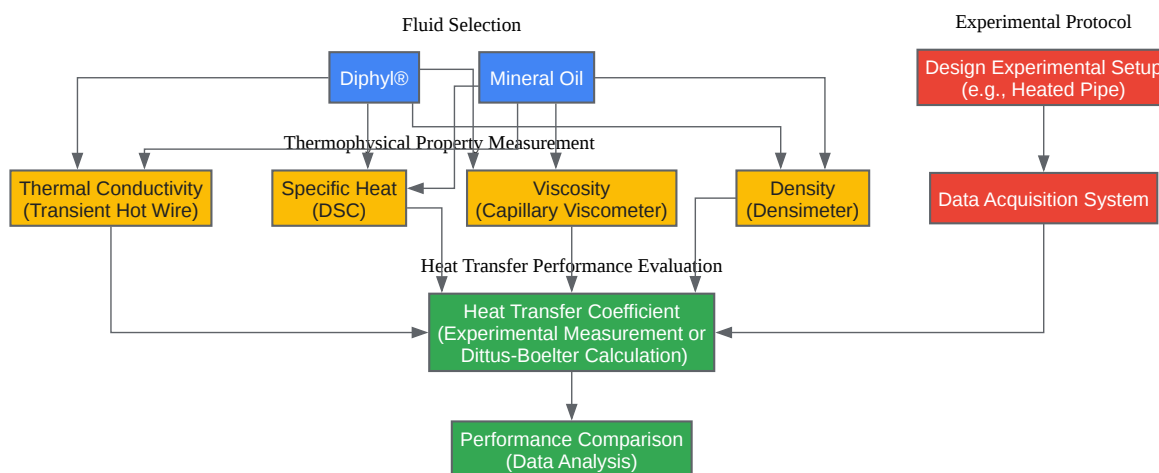 Fluid Selection
Experimental Protocol
Diphyl®
Mineral Oil
Design Experimental Setup
(e.g., Heated Pipe)
Thermophysical Property Measurement
Thermal Conductivity
(Transient Hot Wire)
Specific Heat
(DSC)
Viscosity
(Capillary Viscometer)
Density
(Densimeter)
Data Acquisition System
Heat Transfer Performance Evaluation
Heat Transfer Coefficient
(Experimental Measurement or
Dittus-Boelter Calculation)
Performance Comparison
(Data Analysis)